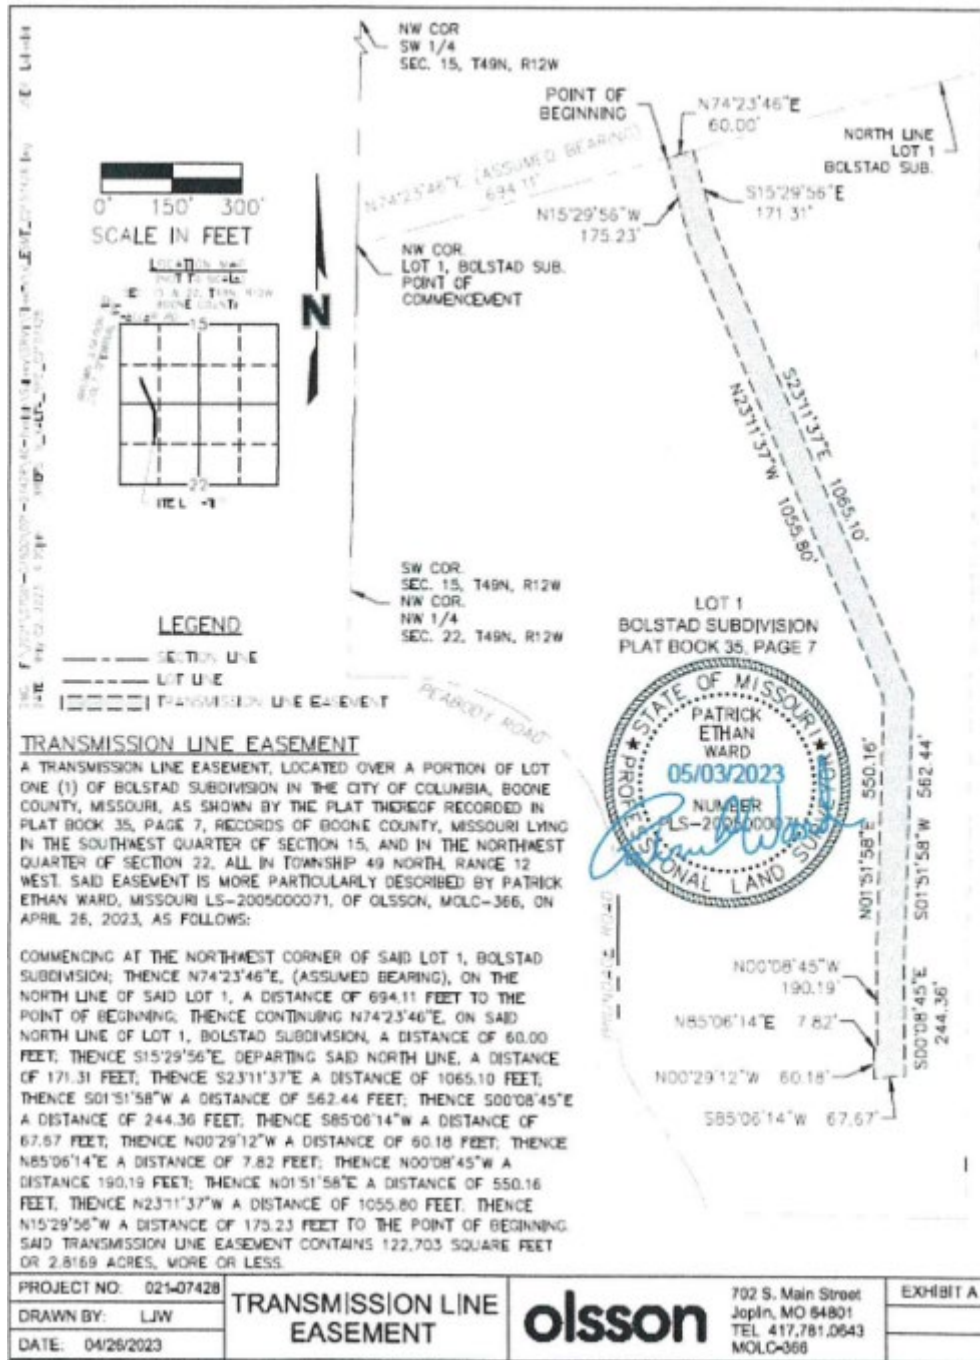 NW COR
SW 1/4
SEC. 15, T49N, R12W
POINT OF
BEGINNING
N74°23'46"E
60.00'
NORTH LINE
LOT 1
BOLSTAD SUB.
N74°23'46"E (ASSUMED BEARING)
694.11'
S15°29'56"E
171.31'
N15°29'56"W
175.23'
0' 150' 300'
SCALE IN FEET
NW COR.
LOT 1, BOLSTAD SUB.
POINT OF
COMMENCEMENT
LOCATION MAP
BOONE COUNTY
15
22
N
S23°11'37"E 1065.10'
N23°11'37"W 1055.80'
SW COR.
SEC. 15, T49N, R12W
NW COR.
NW 1/4
SEC. 22, T49N, R12W
LEGEND
SECTION LINE
LOT LINE
TRANSMISSION LINE EASEMENT
LOT 1
BOLSTAD SUBDIVISION
PLAT BOOK 35, PAGE 7
PEABODY ROAD
STATE OF MISSOURI
PATRICK
ETHAN
WARD
05/03/2023
NUMBER
PROFESSIONAL LAND SURVEYOR
N01°51'58"E 550.16'
S01°51'58"W 562.44'
ROAD
N00°08'45"W
190.19'
N85°06'14"E 7.82'
S00°08'45"E
244.36'
N00°29'12"W 60.18'
S85°06'14"W 67.67'
TRANSMISSION LINE EASEMENT
A TRANSMISSION LINE EASEMENT, LOCATED OVER A PORTION OF LOT
ONE (1) OF BOLSTAD SUBDIVISION IN THE CITY OF COLUMBIA, BOONE
COUNTY, MISSOURI, AS SHOWN BY THE PLAT THEREOF RECORDED IN
PLAT BOOK 35, PAGE 7, RECORDS OF BOONE COUNTY, MISSOURI LYING
IN THE SOUTHWEST QUARTER OF SECTION 15, AND IN THE NORTHWEST
QUARTER OF SECTION 22, ALL IN TOWNSHIP 49 NORTH, RANGE 12
WEST. SAID EASEMENT IS MORE PARTICULARLY DESCRIBED BY PATRICK
ETHAN WARD, MISSOURI LS-2005000071, OF OLSSON, MOLC-366, ON
APRIL 26, 2023, AS FOLLOWS:
COMMENCING AT THE NORTHWEST CORNER OF SAID LOT 1, BOLSTAD
SUBDIVISION; THENCE N74°23'46"E, (ASSUMED BEARING), ON THE
NORTH LINE OF SAID LOT 1, A DISTANCE OF 694.11 FEET TO THE
POINT OF BEGINNING; THENCE CONTINUING N74°23'46"E, ON SAID
NORTH LINE OF LOT 1, BOLSTAD SUBDIVISION, A DISTANCE OF 60.00
FEET; THENCE S15°29'56"E, DEPARTING SAID NORTH LINE, A DISTANCE
OF 171.31 FEET; THENCE S23°11'37"E A DISTANCE OF 1065.10 FEET;
THENCE S01°51'58"W A DISTANCE OF 562.44 FEET; THENCE S00°08'45"E
A DISTANCE OF 244.36 FEET; THENCE S85°06'14"W A DISTANCE OF
67.67 FEET; THENCE N00°29'12"W A DISTANCE OF 60.18 FEET; THENCE
N85°06'14"E A DISTANCE OF 7.82 FEET; THENCE N00°08'45"W A
DISTANCE 190.19 FEET; THENCE N01°51'58"E A DISTANCE OF 550.16
FEET, THENCE N23°11'37"W A DISTANCE OF 1055.80 FEET, THENCE
N15°29'56"W A DISTANCE OF 175.23 FEET TO THE POINT OF BEGINNING.
SAID TRANSMISSION LINE EASEMENT CONTAINS 122,703 SQUARE FEET
OR 2.8169 ACRES, MORE OR LESS.
PROJECT NO: 021-07428
DRAWN BY: LJW
DATE: 04/26/2023
TRANSMISSION LINE
EASEMENT
olsson
702 S. Main Street
Joplin, MO 64801
TEL 417.781.0643
MOLC-366
EXHIBIT A